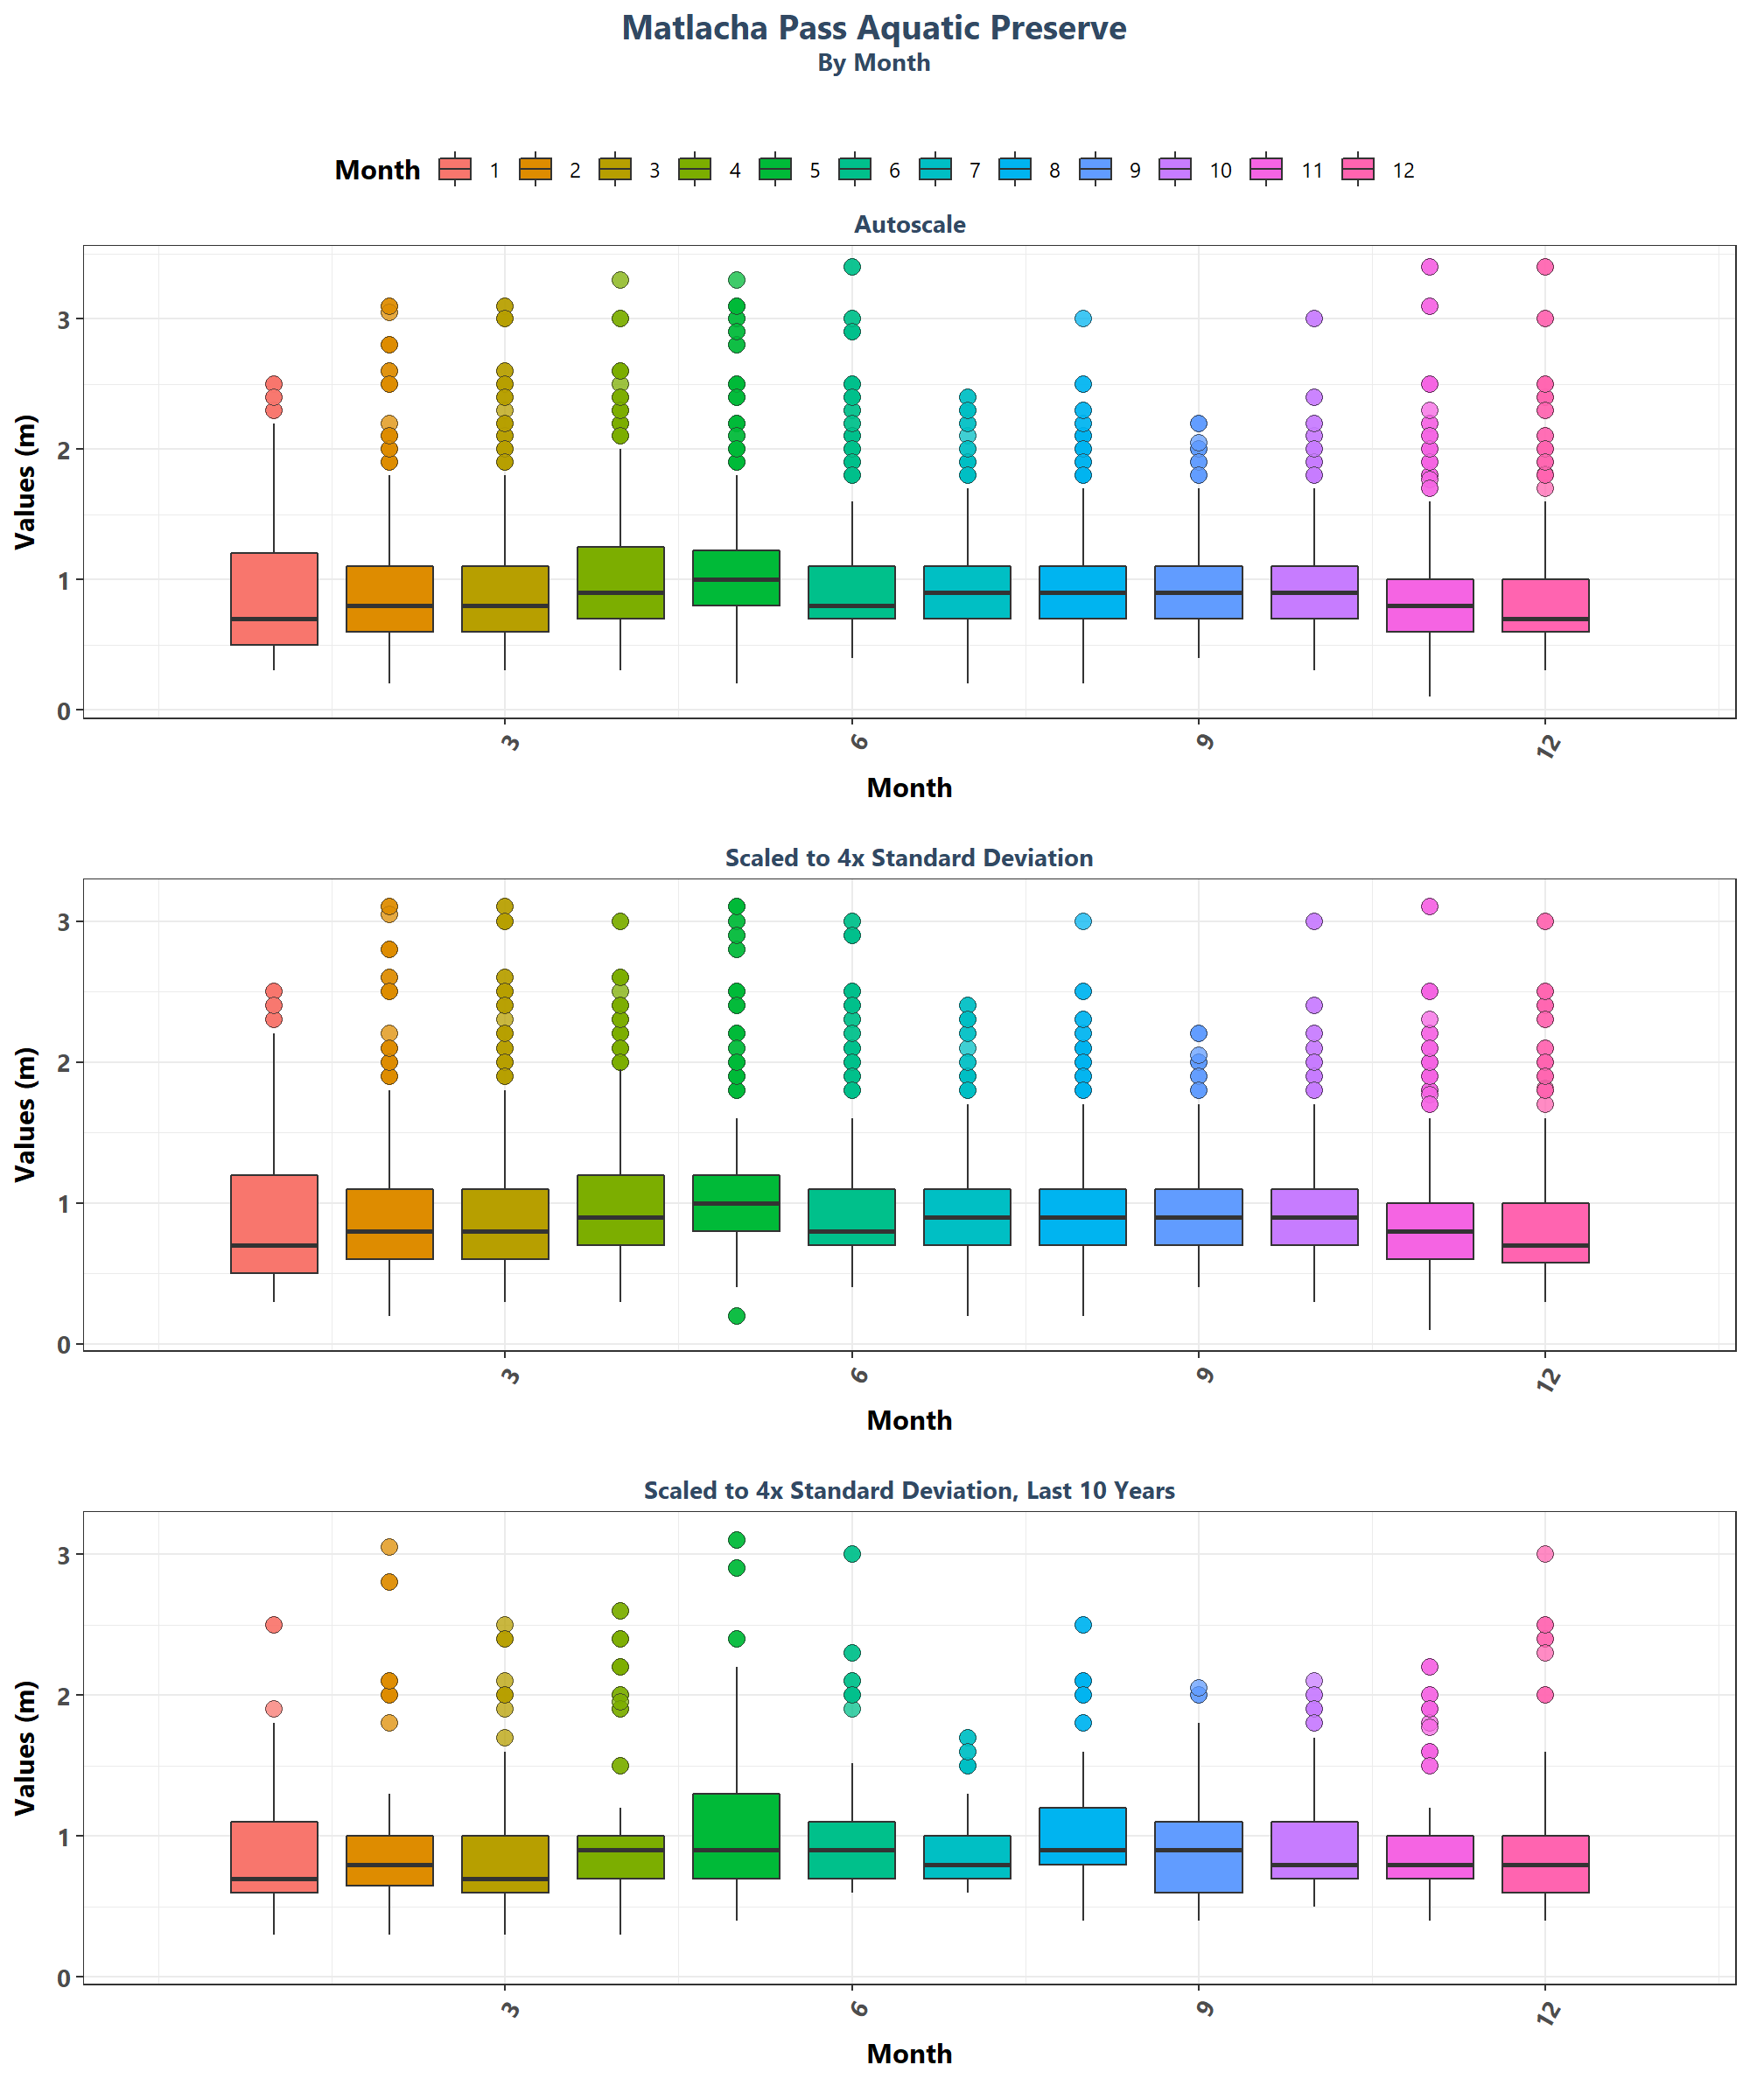 Matlacha Pass Aquatic Preserve
By Month
Month 1 2 3 4 5 6 7 8 9 10 11 12
Autoscale
Values (m)
3
2
1
0
3 6 9 12
Month
Scaled to 4x Standard Deviation
Values (m)
3
2
1
0
3 6 9 12
Month
Scaled to 4x Standard Deviation, Last 10 Years
Values (m)
3
2
1
0
3 6 9 12
Month